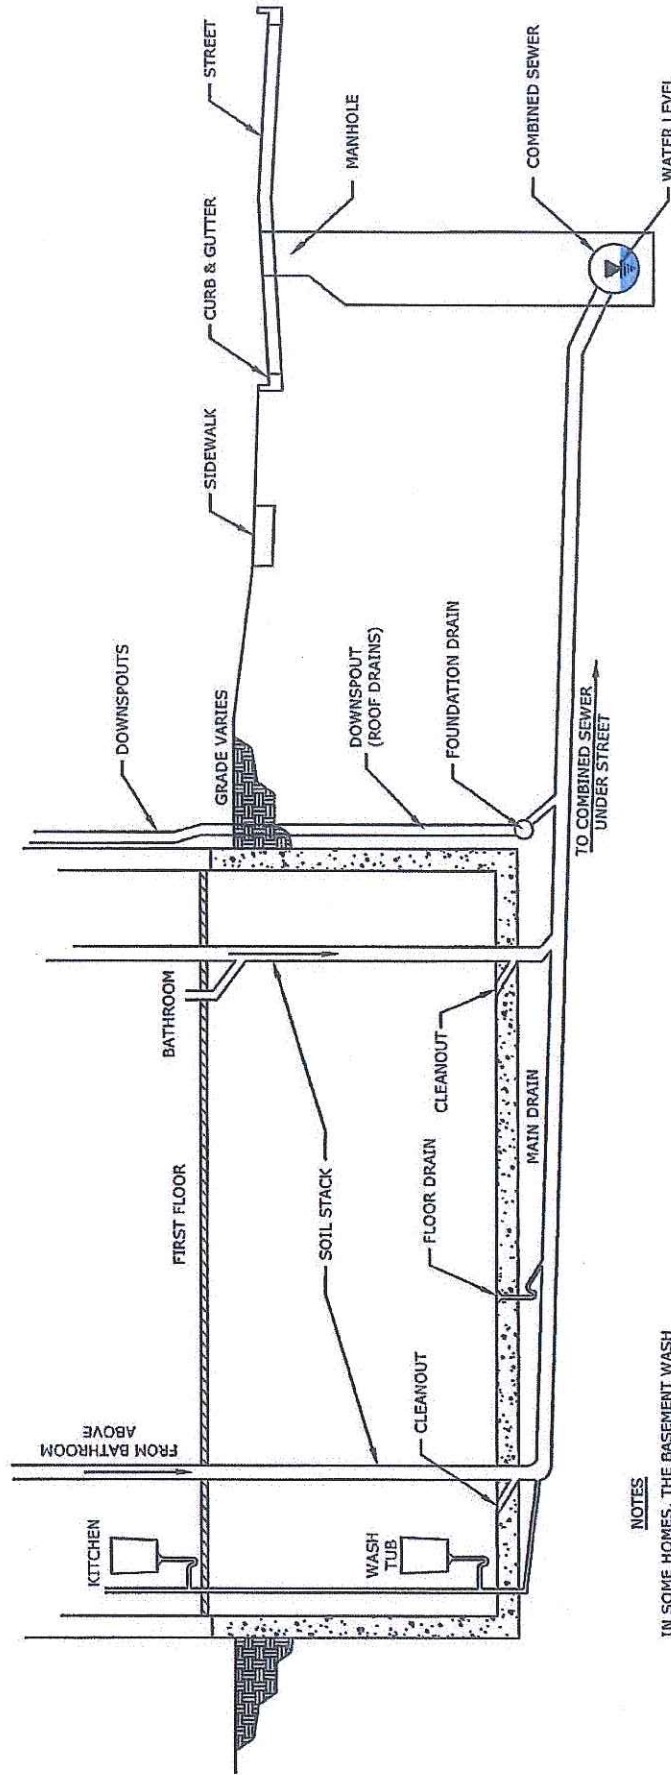 FROM BATHROOM
ABOVE
KITCHEN
FIRST FLOOR
BATHROOM
DOWNSPOUTS
GRADE VARIES
SIDEWALK
CURB & GUTTER
STREET
WASH
TUB
SOIL STACK
DOWNSPOUT
(ROOF DRAINS)
MANHOLE
CLEANOUT
FLOOR DRAIN
CLEANOUT
FOUNDATION DRAIN
COMBINED SEWER
MAIN DRAIN
TO COMBINED SEWER
UNDER STREET
WATER LEVEL
NOTES
IN SOME HOMES, THE BASEMENT WASH